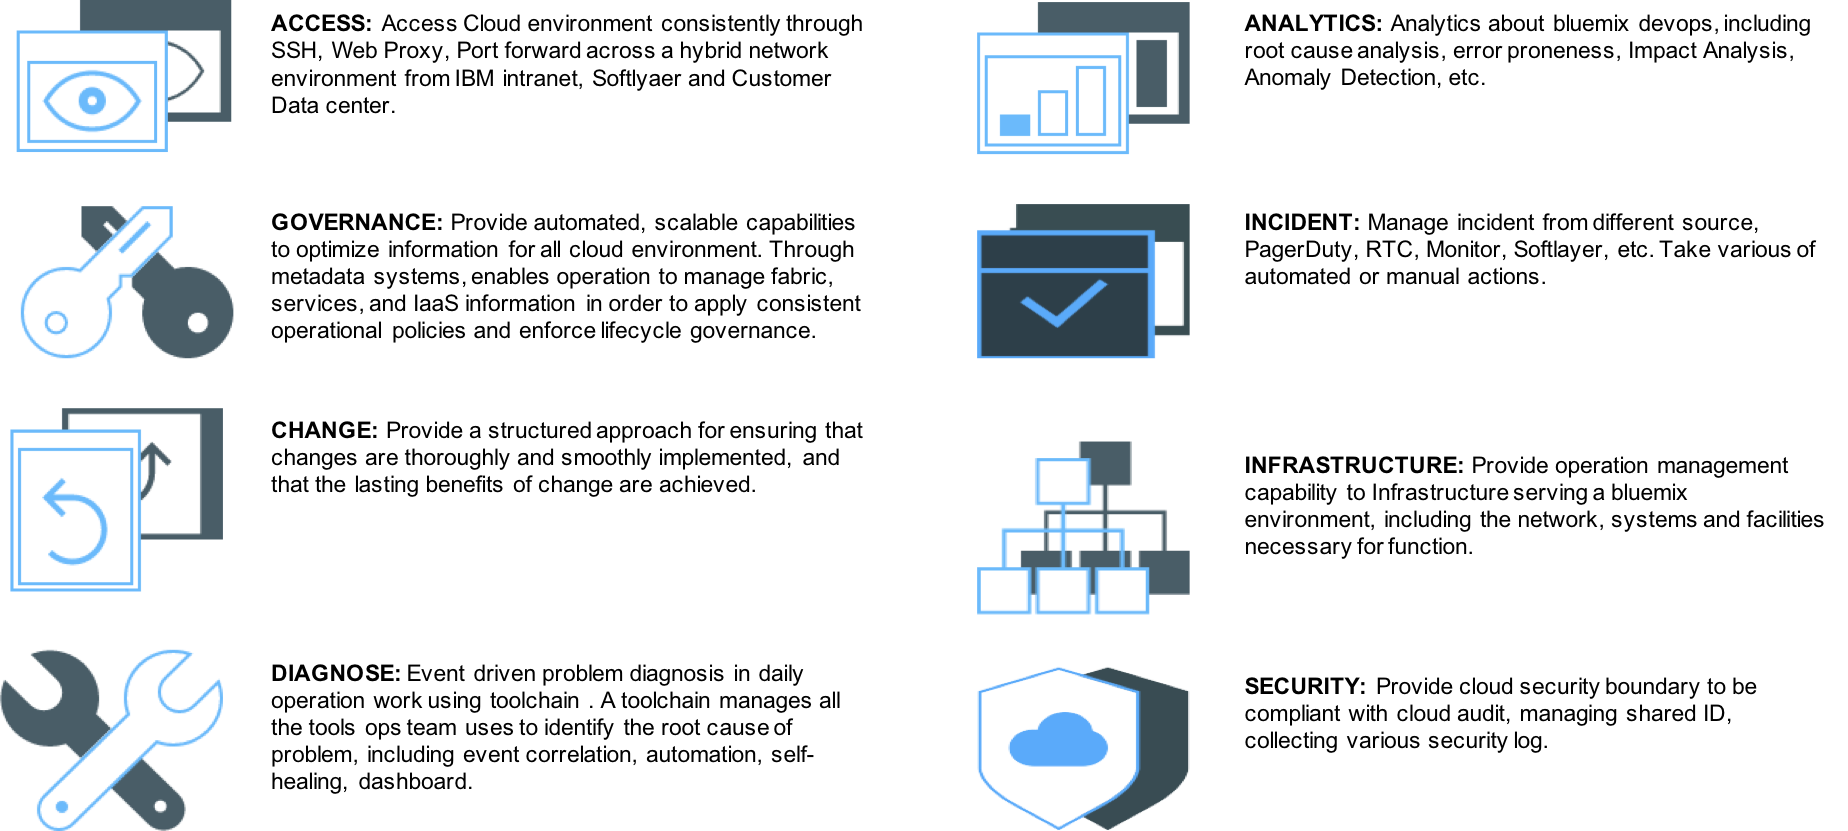 ACCESS: Access Cloud environment consistently through
SSH, Web Proxy, Port forward across a hybrid network
environment from IBM intranet, Softlyaer and Customer
Data center.
GOVERNANCE: Provide automated, scalable capabilities
to optimize information for all cloud environment. Through
metadata systems, enables operation to manage fabric,
services, and IaaS information in order to apply consistent
operational policies and enforce lifecycle governance.
CHANGE: Provide a structured approach for ensuring that
changes are thoroughly and smoothly implemented, and
that the lasting benefits of change are achieved.
DIAGNOSE: Event driven problem diagnosis in daily
operation work using toolchain . A toolchain manages all
the tools ops team uses to identify the root cause of
problem, including event correlation, automation, self-
healing, dashboard.
ANALYTICS: Analytics about bluemix devops, including
root cause analysis, error proneness, Impact Analysis,
Anomaly Detection, etc.
INCIDENT: Manage incident from different source,
PagerDuty, RTC, Monitor, Softlayer, etc. Take various of
automated or manual actions.
INFRASTRUCTURE: Provide operation management
capability to Infrastructure serving a bluemix
environment, including the network, systems and facilities
necessary for function.
SECURITY: Provide cloud security boundary to be
compliant with cloud audit, managing shared ID,
collecting various security log.